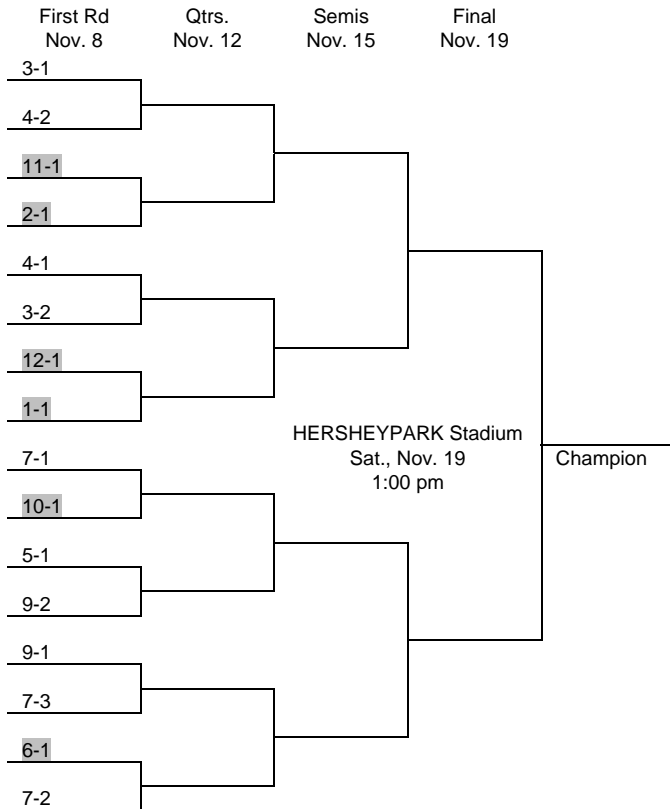 First Rd Qtrs. Semis Final
Nov. 8 Nov. 12 Nov. 15 Nov. 19
3-1
4-2
11-1
2-1
4-1
3-2
12-1
1-1
HERSHEYPARK Stadium
Sat., Nov. 19
1:00 pm
Champion
7-1
10-1
5-1
9-2
9-1
7-3
6-1
7-2